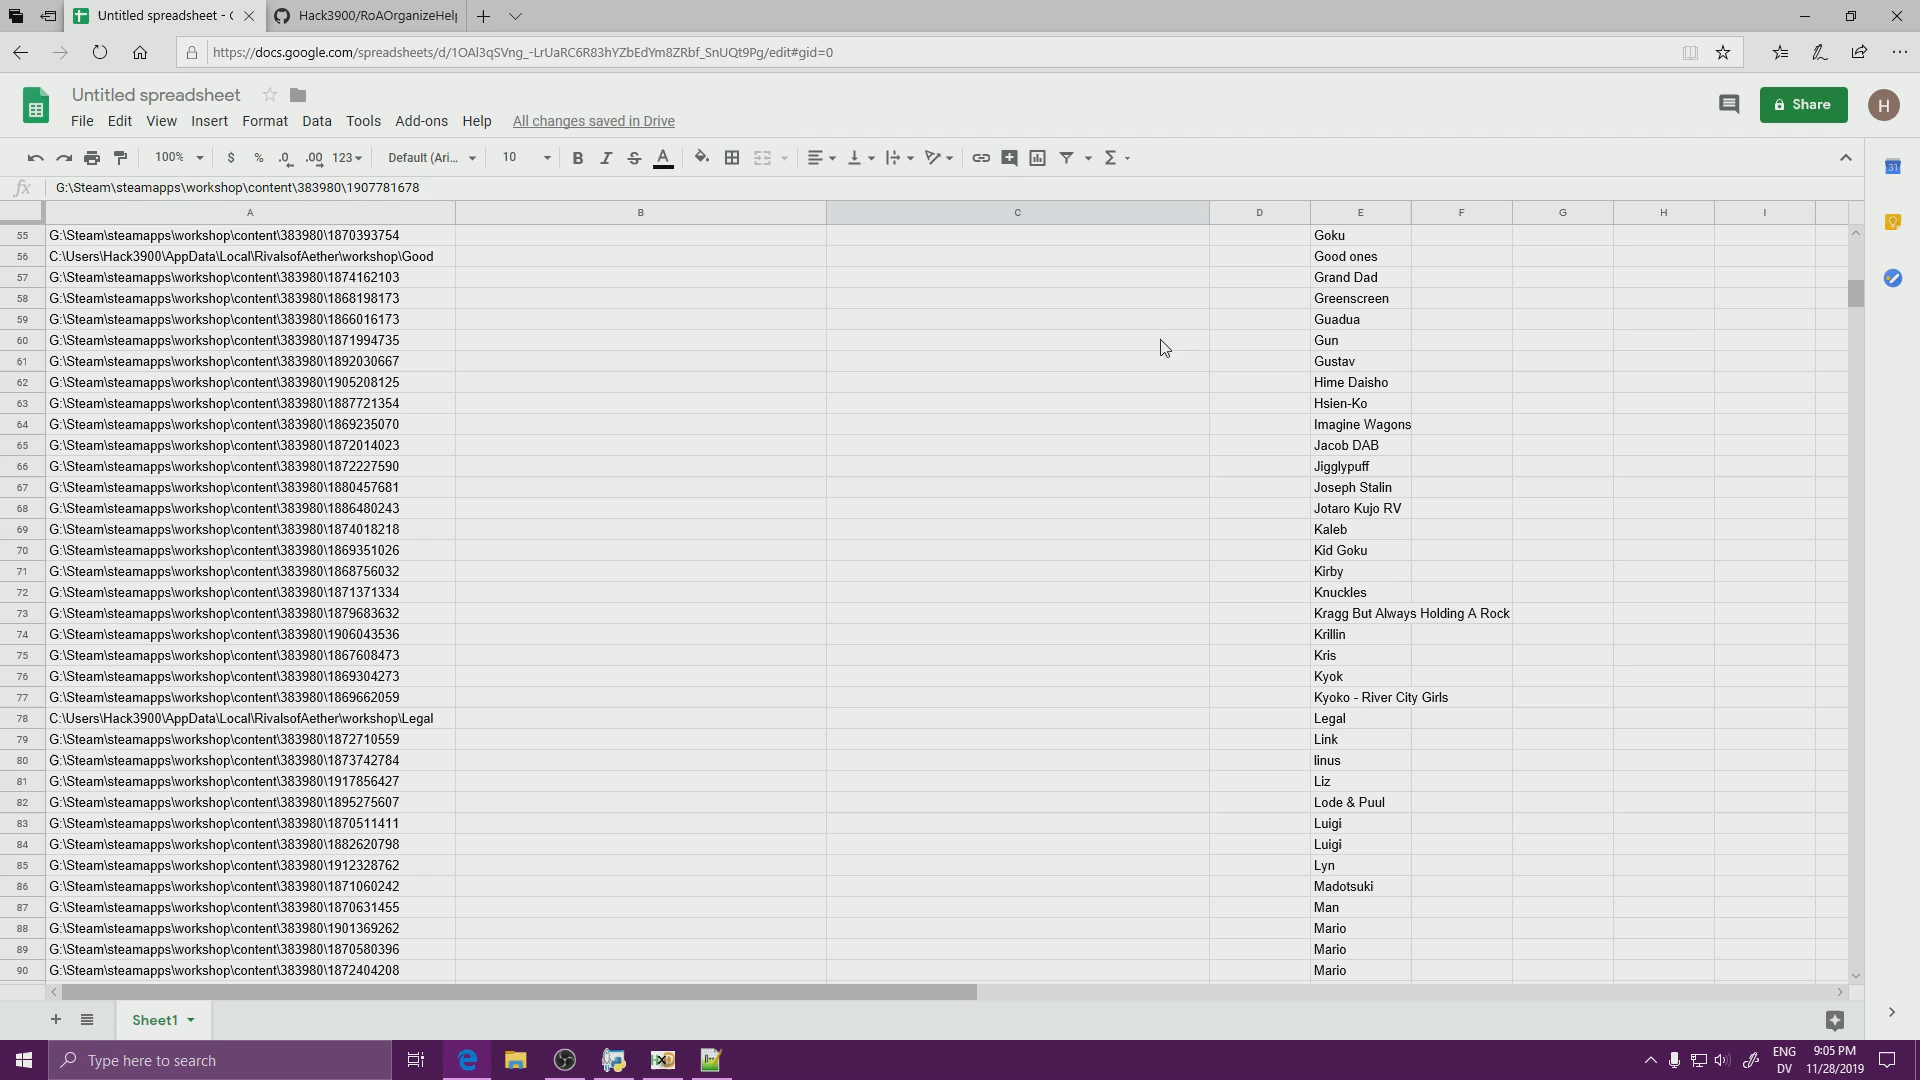 Untitled spreadsheet - G
Hack3900/RoAOrganizeHelp
https://docs.google.com/spreadsheets/d/1OAl3qSVng_-LrUaRC6R83hYZbEdYm8ZRbf_SnUQt9Pg/edit#gid=0
Untitled spreadsheet
Share
H
File Edit View Insert Format Data Tools Add-ons Help All changes saved in Drive
100% $ % .0 .00 123 Default (Ari... 10 B I S A Σ
fx G:\Steam\steamapps\workshop\content\383980\1907781678
31
A B C D E F G H I
55 G:\Steam\steamapps\workshop\content\383980\1870393754 Goku
56 C:\Users\Hack3900\AppData\Local\RivalsofAether\workshop\Good Good ones
57 G:\Steam\steamapps\workshop\content\383980\1874162103 Grand Dad
58 G:\Steam\steamapps\workshop\content\383980\1868198173 Greenscreen
59 G:\Steam\steamapps\workshop\content\383980\1866016173 Guadua
60 G:\Steam\steamapps\workshop\content\383980\1871994735 Gun
61 G:\Steam\steamapps\workshop\content\383980\1892030667 Gustav
62 G:\Steam\steamapps\workshop\content\383980\1905208125 Hime Daisho
63 G:\Steam\steamapps\workshop\content\383980\1887721354 Hsien-Ko
64 G:\Steam\steamapps\workshop\content\383980\1869235070 Imagine Wagons
65 G:\Steam\steamapps\workshop\content\383980\1872014023 Jacob DAB
66 G:\Steam\steamapps\workshop\content\383980\1872227590 Jigglypuff
67 G:\Steam\steamapps\workshop\content\383980\1880457681 Joseph Stalin
68 G:\Steam\steamapps\workshop\content\383980\1886480243 Jotaro Kujo RV
69 G:\Steam\steamapps\workshop\content\383980\1874018218 Kaleb
70 G:\Steam\steamapps\workshop\content\383980\1869351026 Kid Goku
71 G:\Steam\steamapps\workshop\content\383980\1868756032 Kirby
72 G:\Steam\steamapps\workshop\content\383980\1871371334 Knuckles
73 G:\Steam\steamapps\workshop\content\383980\1879683632 Kragg But Always Holding A Rock
74 G:\Steam\steamapps\workshop\content\383980\1906043536 Krillin
75 G:\Steam\steamapps\workshop\content\383980\1867608473 Kris
76 G:\Steam\steamapps\workshop\content\383980\1869304273 Kyok
77 G:\Steam\steamapps\workshop\content\383980\1869662059 Kyoko - River City Girls
78 C:\Users\Hack3900\AppData\Local\RivalsofAether\workshop\Legal Legal
79 G:\Steam\steamapps\workshop\content\383980\1872710559 Link
80 G:\Steam\steamapps\workshop\content\383980\1873742784 linus
81 G:\Steam\steamapps\workshop\content\383980\1917856427 Liz
82 G:\Steam\steamapps\workshop\content\383980\1895275607 Lode & Puul
83 G:\Steam\steamapps\workshop\content\383980\1870511411 Luigi
84 G:\Steam\steamapps\workshop\content\383980\1882620798 Luigi
85 G:\Steam\steamapps\workshop\content\383980\1912328762 Lyn
86 G:\Steam\steamapps\workshop\content\383980\1871060242 Madotsuki
87 G:\Steam\steamapps\workshop\content\383980\1870631455 Man
88 G:\Steam\steamapps\workshop\content\383980\1901369262 Mario
89 G:\Steam\steamapps\workshop\content\383980\1870580396 Mario
90 G:\Steam\steamapps\workshop\content\383980\1872404208 Mario
Sheet1
Type here to search
ENG 9:05 PM
DV 11/28/2019